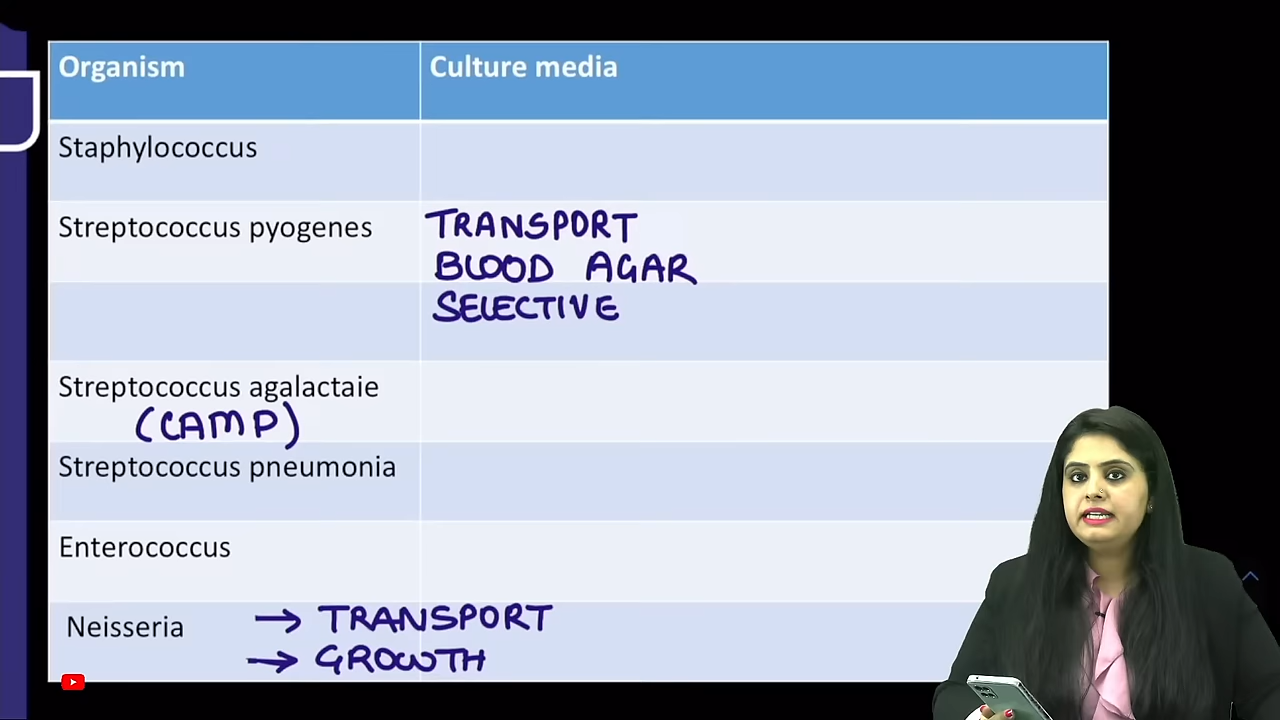 Organism Culture media
Staphylococcus
Streptococcus pyogenes TRANSPORT
BLOOD AGAR
SELECTIVE
Streptococcus agalactaie
(CAMP)
Streptococcus pneumonia
Enterococcus
Neisseria → TRANSPORT
→ GROWTH